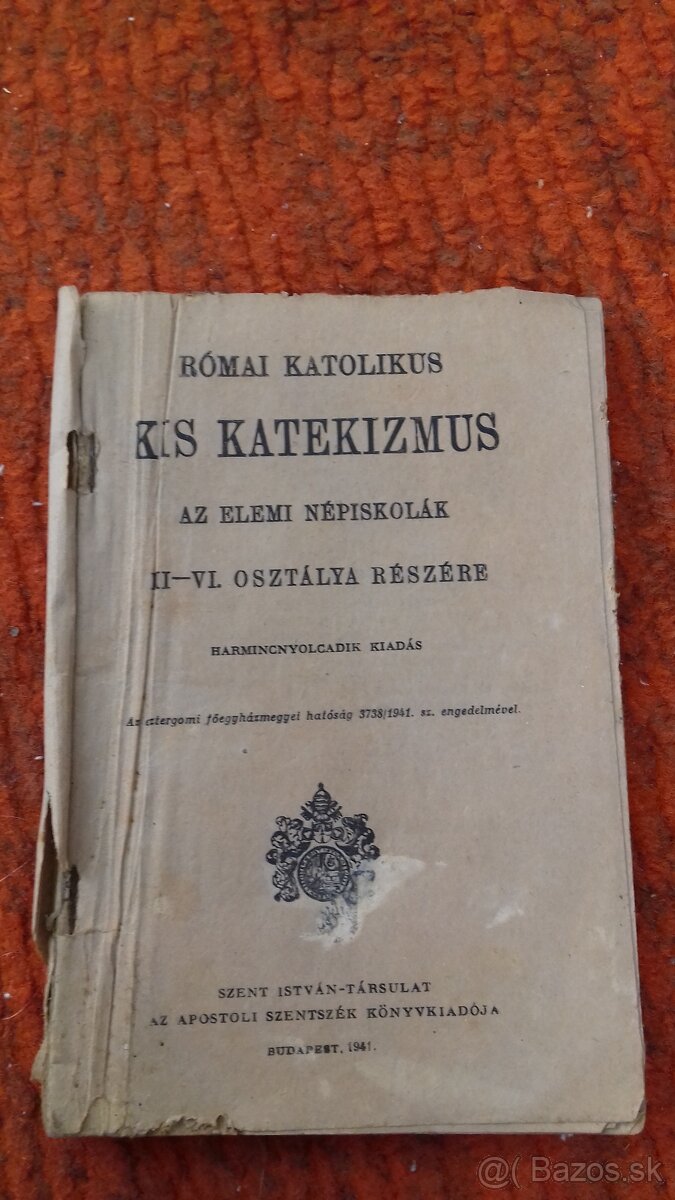 RÓMAI KATOLIKUS
KIS KATEKIZMUS
AZ ELEMI NÉPISKOLÁK
II—VI. OSZTÁLYA RÉSZÉRE
HARMINCNYOLCADIK KIADÁS
Az esztergomi főegyházmegyei hatóság 3738/1941. sz. engedelmével.
SZENT ISTVÁN-TÁRSULAT
AZ APOSTOLI SZENTSZÉK KÖNYVKIADÓJA
BUDAPEST, 1941.
@( Bazos.sk